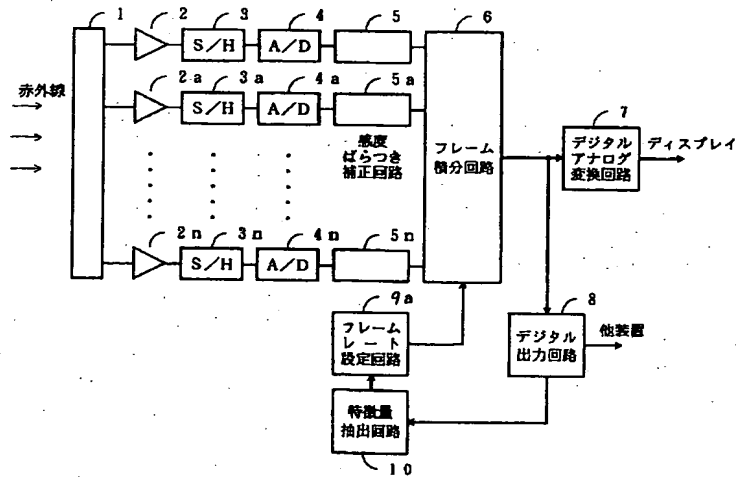 1 2 3 4 5 6
S/H A/D
2a 3a 4a 5a
S/H A/D
赤外線
感度
ばらつき
補正回路
フレーム
積分回路
7
デジタル
アナログ
変換回路
ディスプレイ
2n 3n 4n 5n
S/H A/D
9a
フレーム
レート
設定回路
8
デジタル
出力回路
他装置
特徴量
抽出回路
10